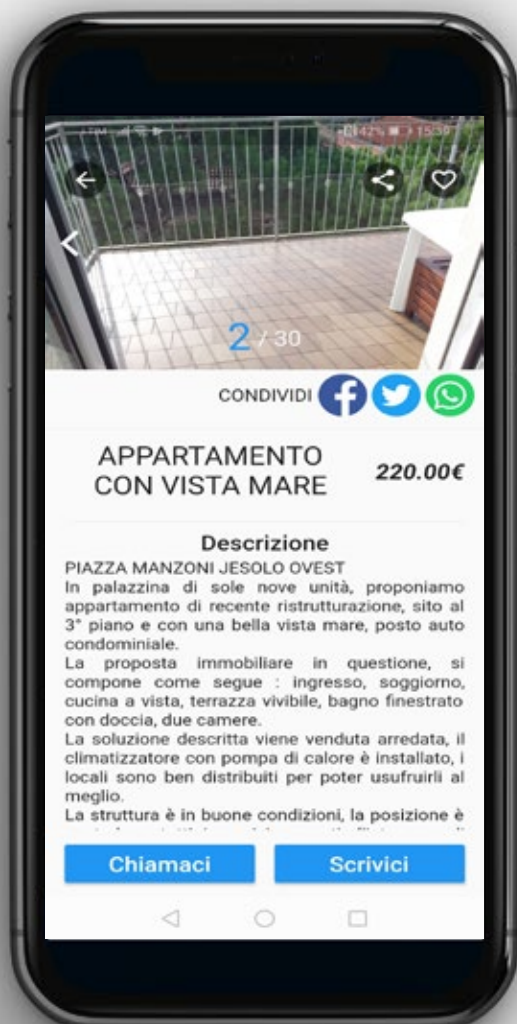 TIM
42%
15:39
2 / 30
CONDIVIDI
APPARTAMENTO
CON VISTA MARE
220.00€
Descrizione
PIAZZA MANZONI JESOLO OVEST
In palazzina di sole nove unità, proponiamo
appartamento di recente ristrutturazione, sito al
3° piano e con una bella vista mare, posto auto
condominiale.
La proposta immobiliare in questione, si
compone come segue : ingresso, soggiorno,
cucina a vista, terrazza vivibile, bagno finestrato
con doccia, due camere.
La soluzione descritta viene venduta arredata, il
climatizzatore con pompa di calore è installato, i
locali sono ben distribuiti per poter usufruirli al
meglio.
La struttura è in buone condizioni, la posizione è
Chiamaci
Scrivici